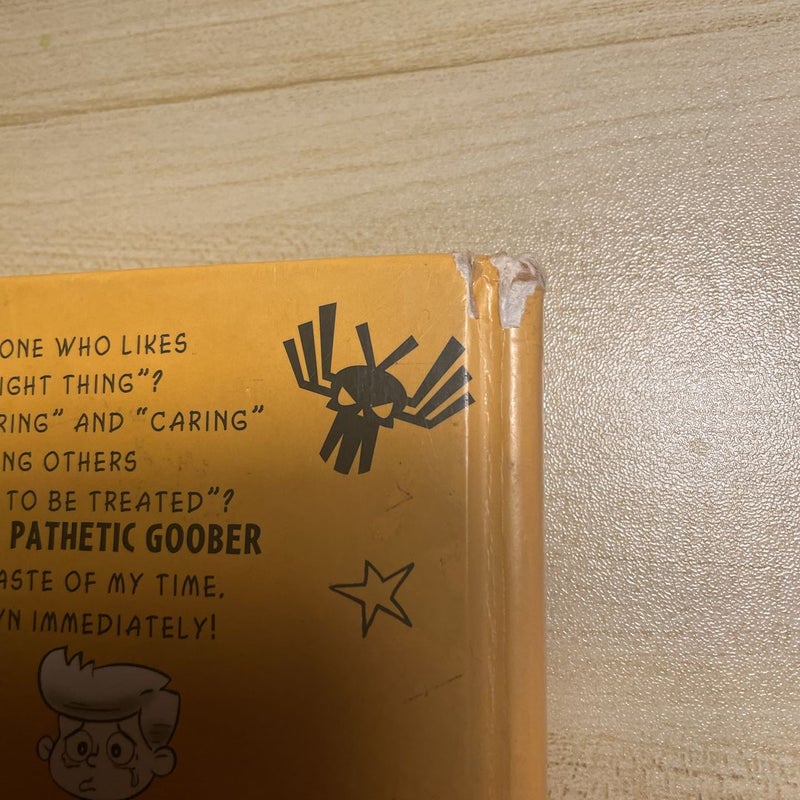 ONE WHO LIKES
IGHT THING"?
RING" AND "CARING"
NG OTHERS
TO BE TREATED"?
PATHETIC GOOBER
ASTE OF MY TIME.
N IMMEDIATELY!